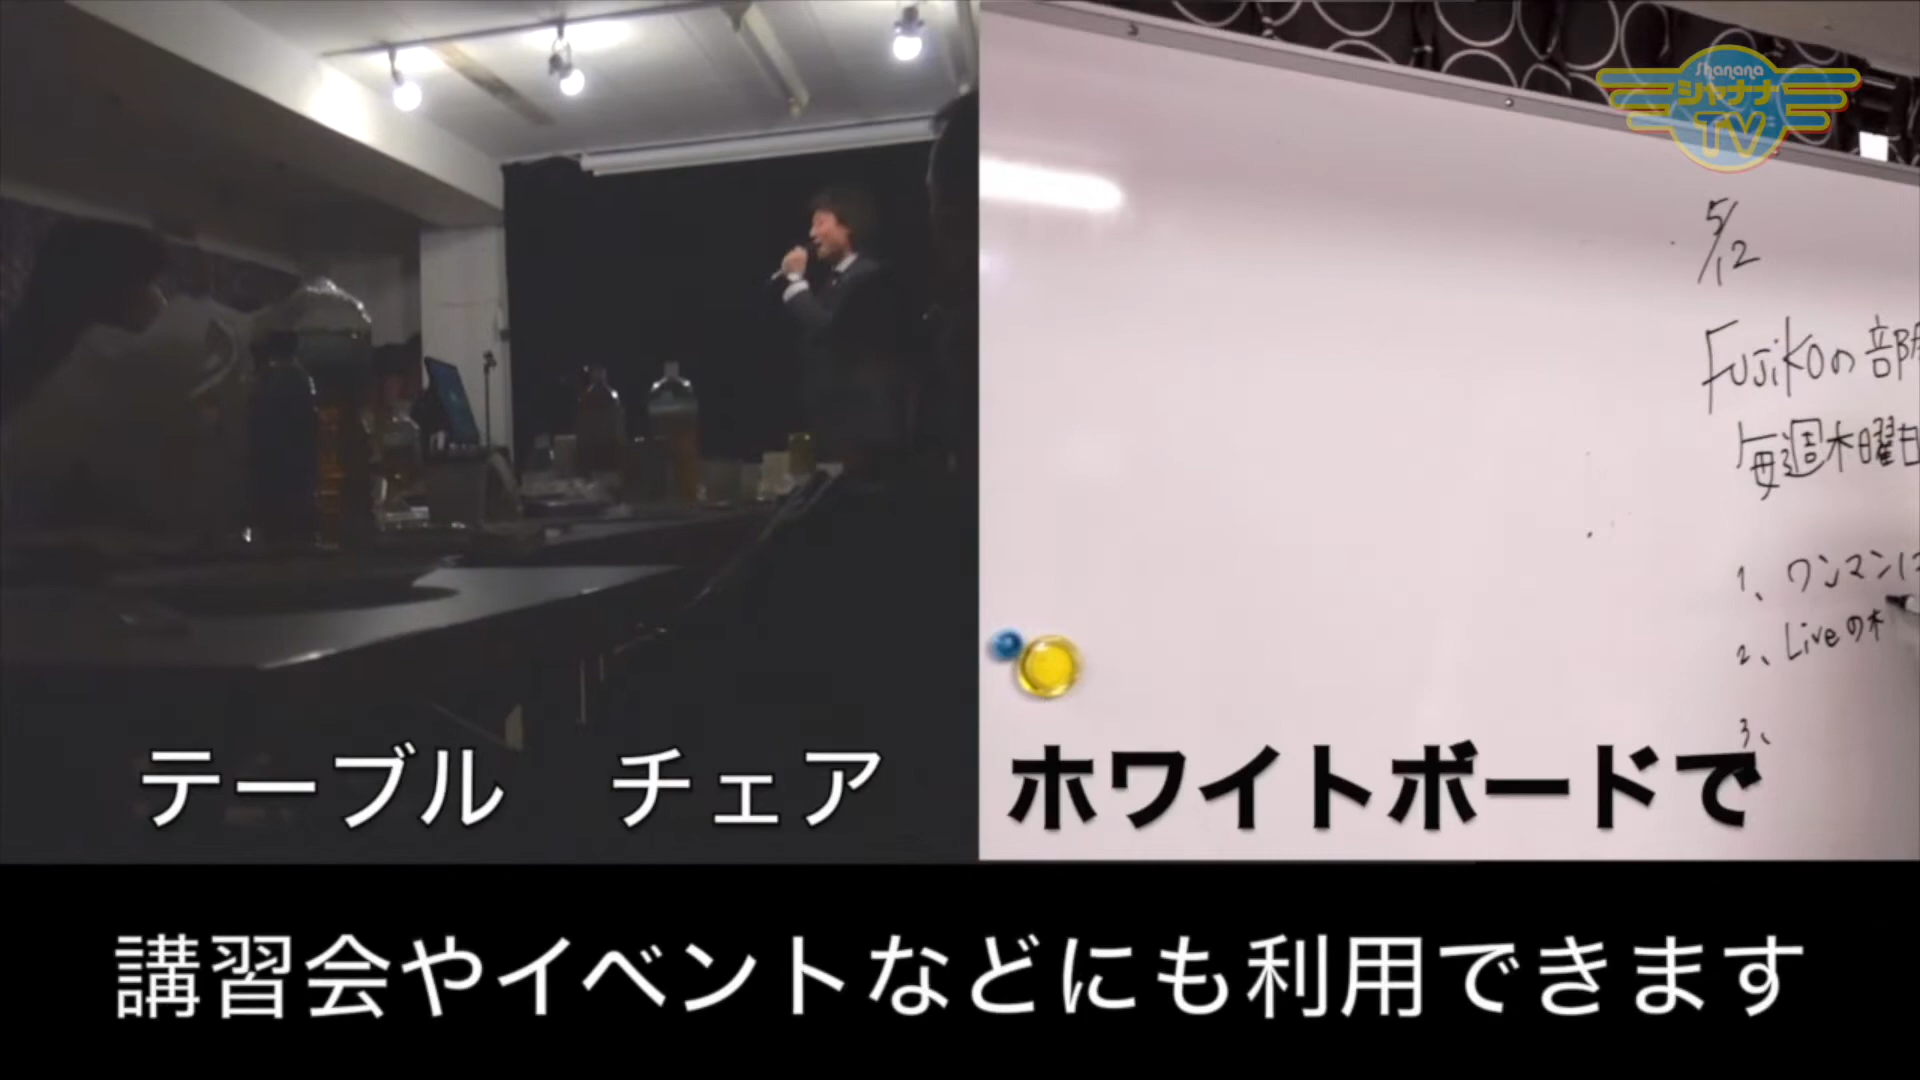 Shanana
シャナナ
TV
5/12
Fujikoの部
毎週木曜日
1、ワンマンに
2、Liveの
3、
テーブル チェア
ホワイトボードで
講習会やイベントなどにも利用できます